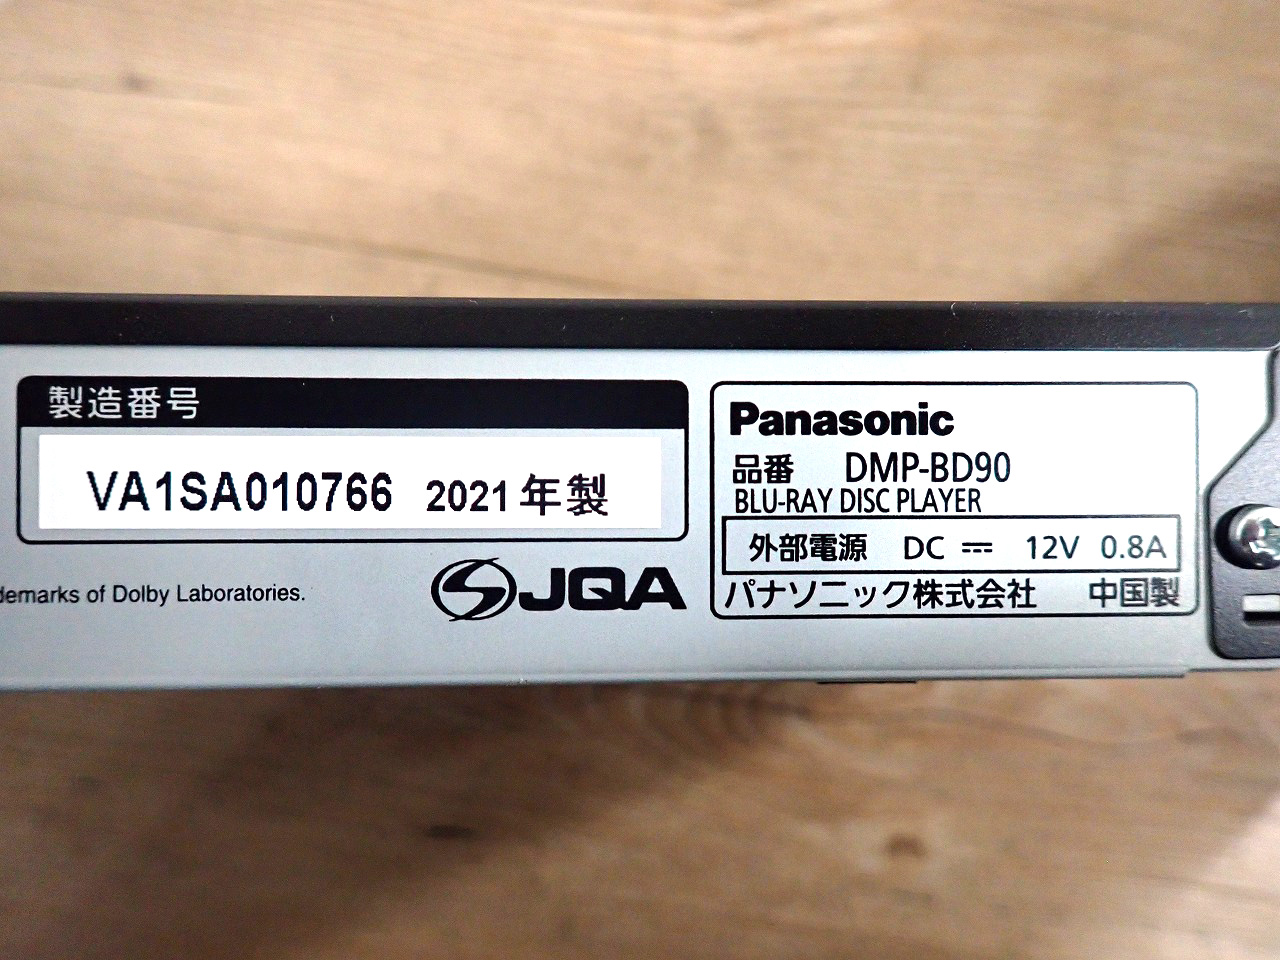 製造番号
VA1SA010766 2021年製
demarks of Dolby Laboratories.
JQA
Panasonic
品番 DMP-BD90
BLU-RAY DISC PLAYER
外部電源 DC ⎓ 12V 0.8A
パナソニック株式会社 中国製